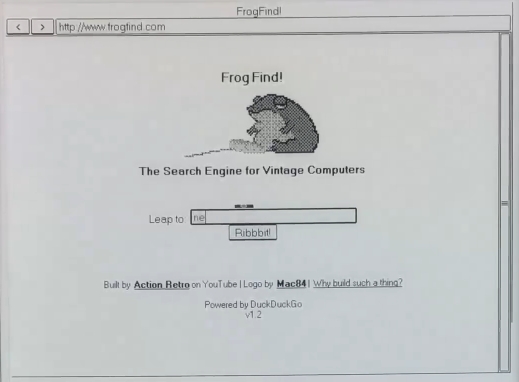 FrogFind!
< >
http://www.frogfind.com
FrogFind!
The Search Engine for Vintage Computers
Leap to ne
Ribbbit!
Built by Action Retro on YouTube | Logo by Mac84 | Why build such a thing?
Powered by DuckDuckGo
v1.2